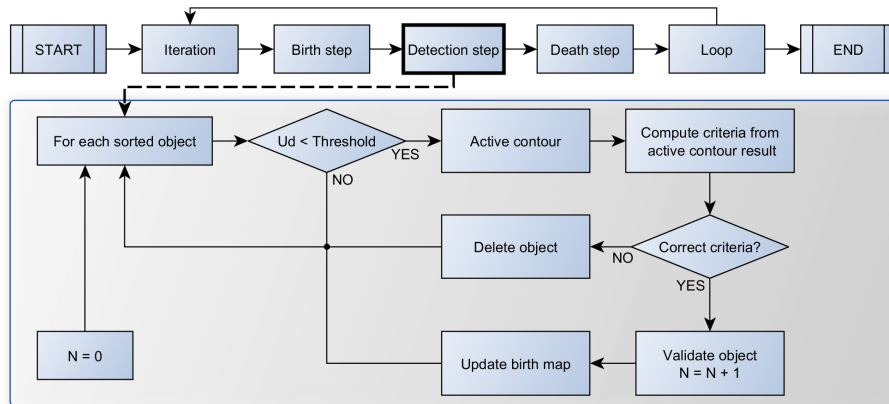 START
Iteration
Birth step
Detection step
Death step
Loop
END
For each sorted object
Ud < Threshold
YES
NO
Active contour
Compute criteria from
active contour result
Delete object
NO
Correct criteria?
YES
N = 0
Update birth map
Validate object
N = N + 1